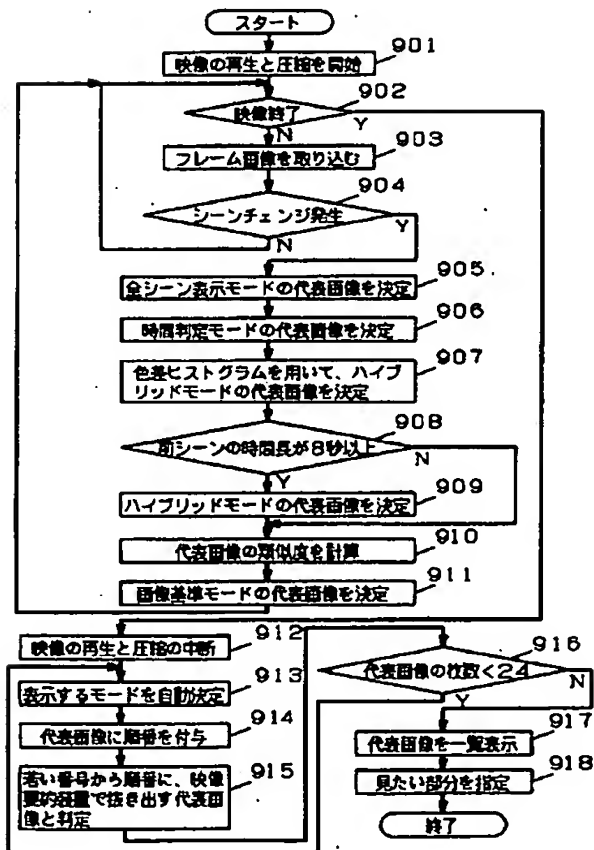 スタート
映像の再生と圧縮を開始
901
映像終了
902
Y
N
フレーム画像を取り込む
903
シーンチェンジ発生
904
Y
N
全シーン表示モードの代表画像を決定
905
時間判定モードの代表画像を決定
906
色差ヒストグラムを用いて、ハイブ
リッドモードの代表画像を決定
907
前シーンの時間長が8秒以上
908
N
Y
ハイブリッドモードの代表画像を決定
909
代表画像の類似度を計算
910
画像基準モードの代表画像を決定
911
映像の再生と圧縮の中断
912
表示するモードを自動決定
913
代表画像に順番を付与
914
若い番号から順番に、映像
要約装置で抜き出す代表画
像と判定
915
代表画像の枚数<24
916
N
Y
代表画像を一覧表示
917
見たい部分を指定
918
終了